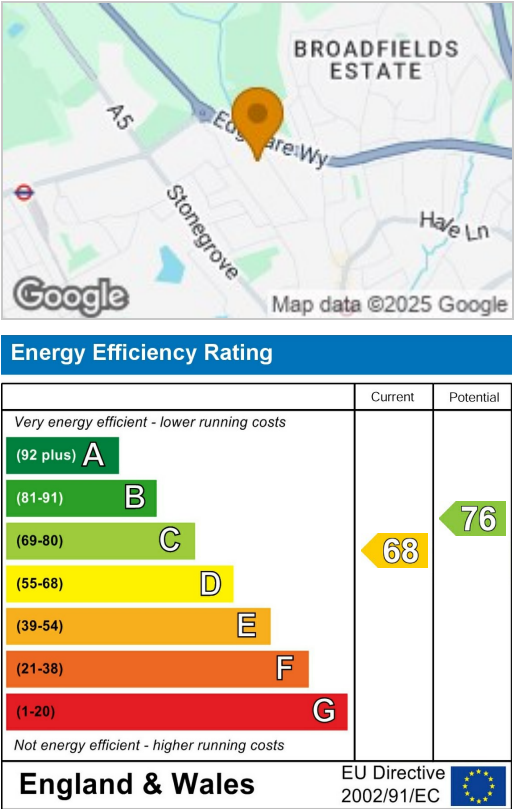 BROADFIELDS
ESTATE
A5
Edgware Wy
Stonegrove
Hale Ln
Google
Map data ©2025 Google
Energy Efficiency Rating
Current
Potential
Very energy efficient - lower running costs
(92 plus) A
(81-91) B
(69-80) C
(55-68) D
(39-54) E
(21-38) F
(1-20) G
68
76
Not energy efficient - higher running costs
England & Wales
EU Directive
2002/91/EC